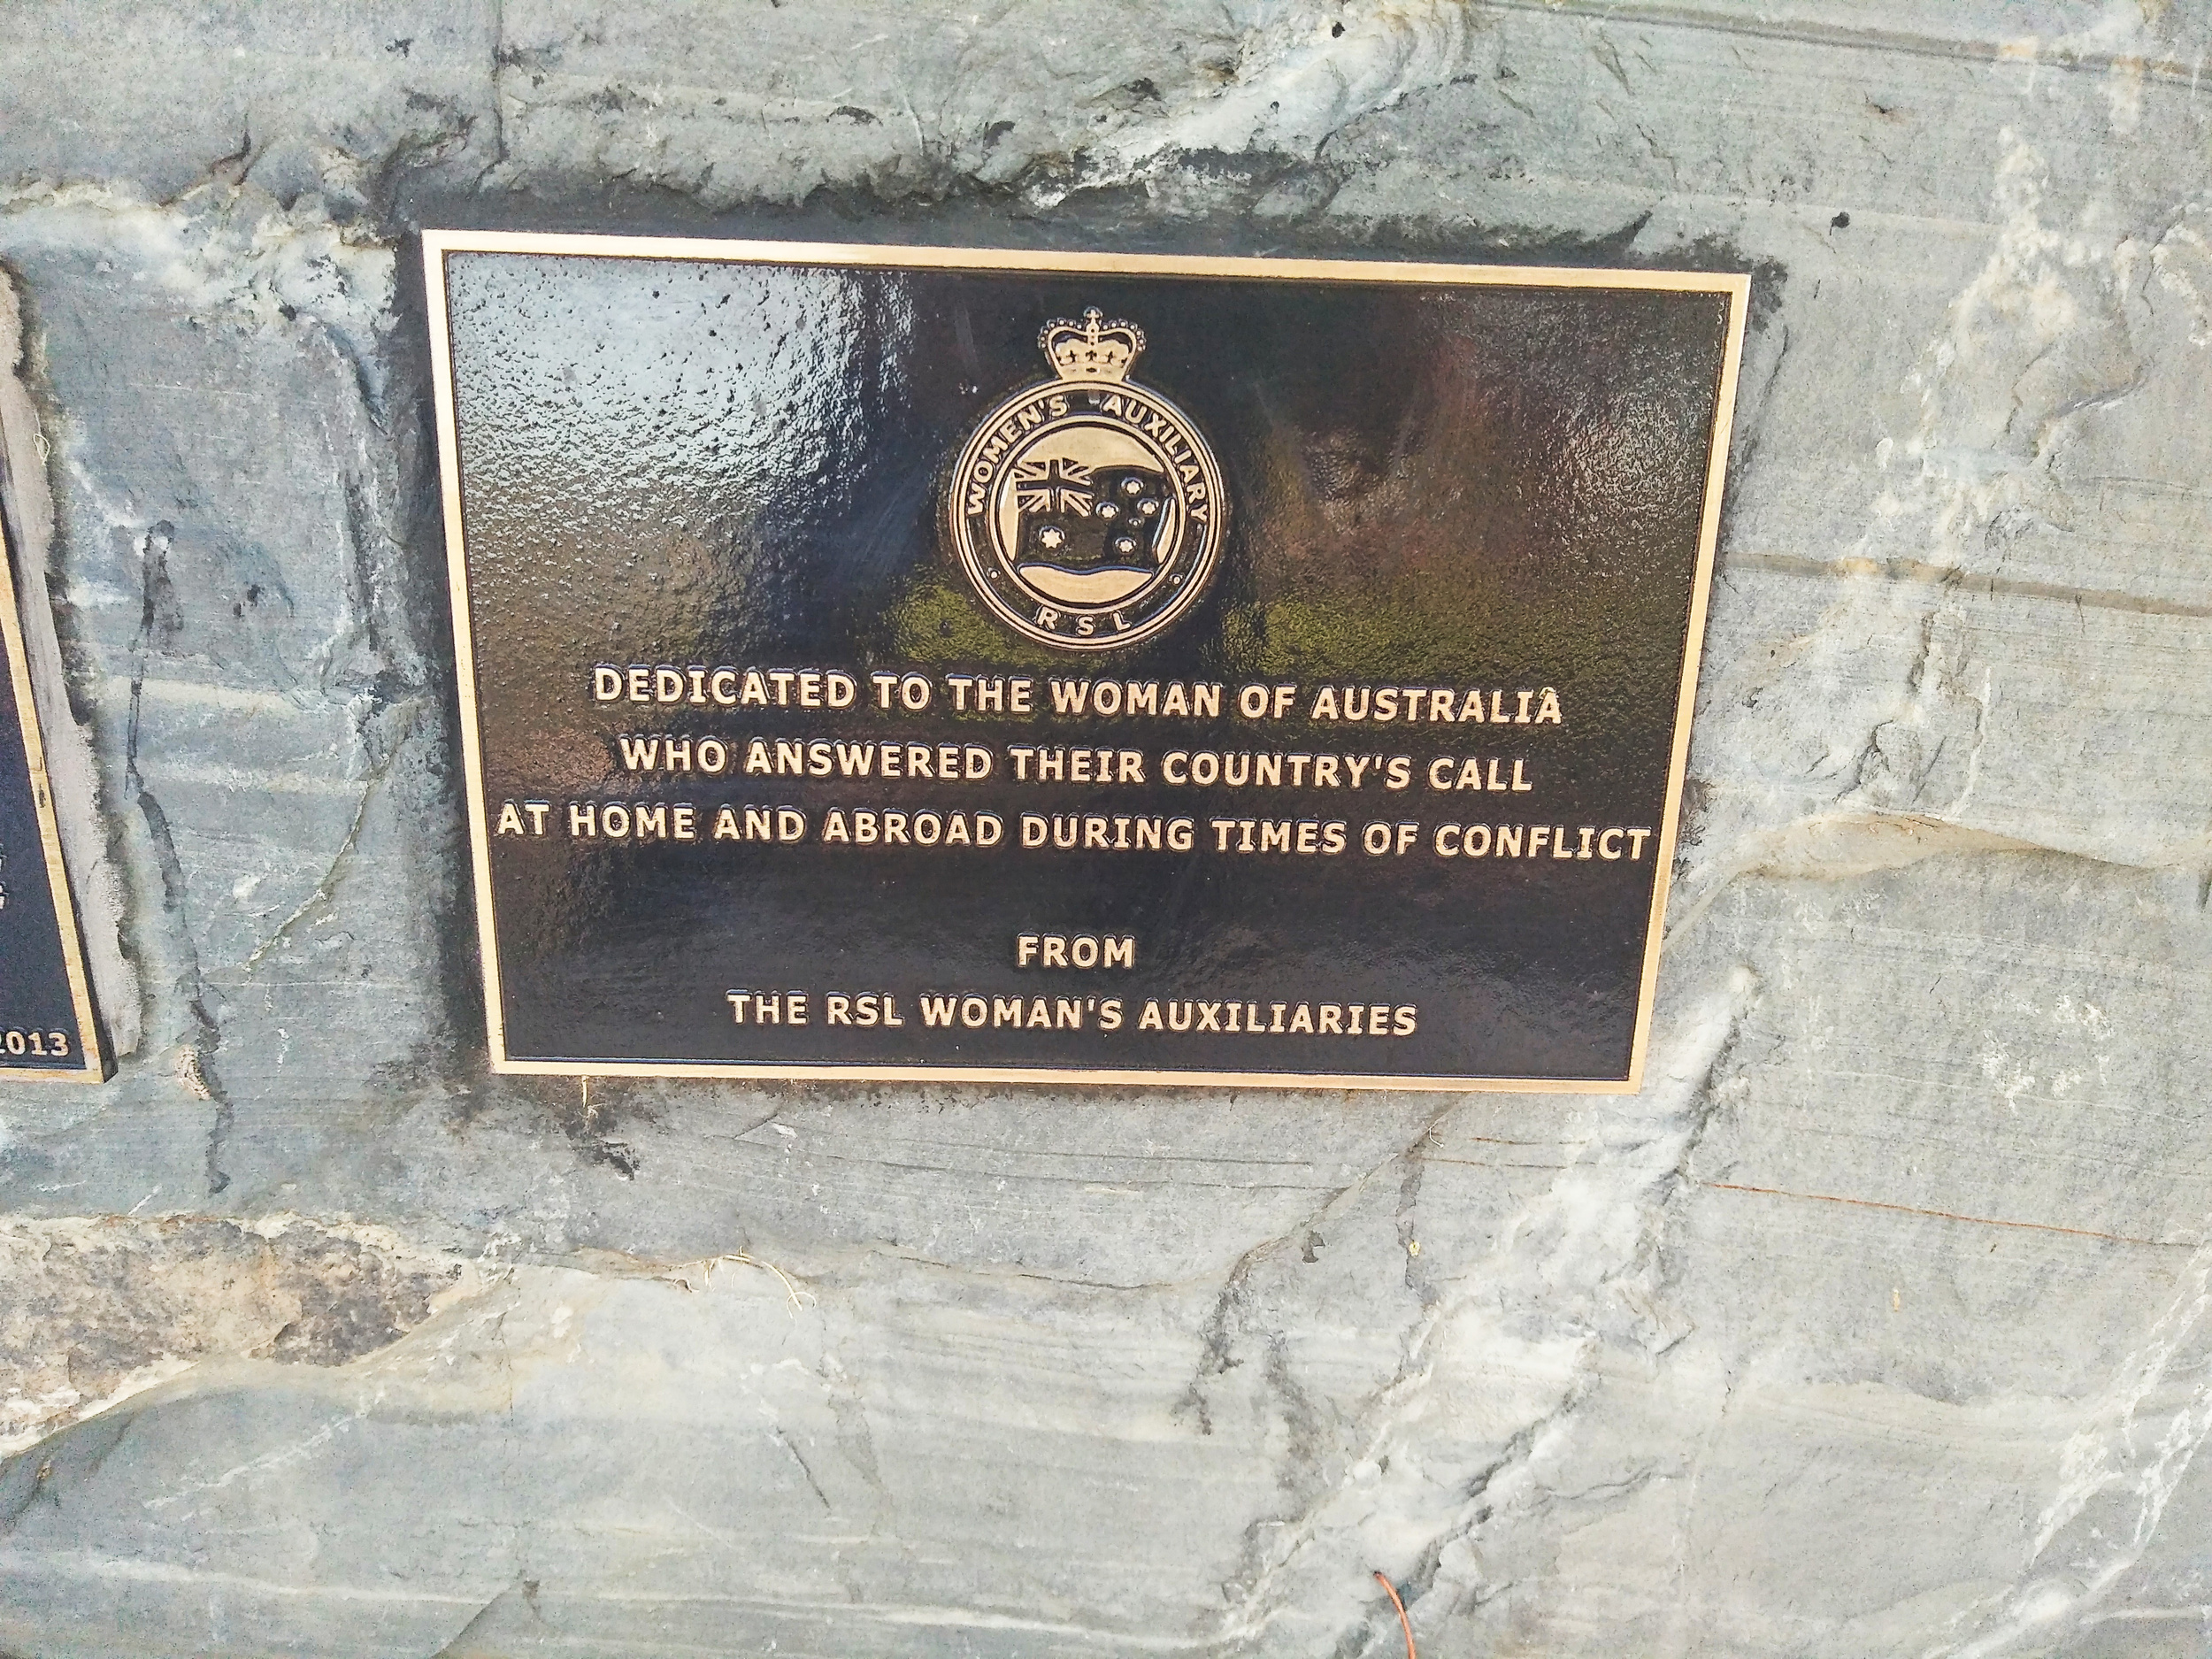 WOMEN'S AUXILIARY
RSL
DEDICATED TO THE WOMAN OF AUSTRALIA
WHO ANSWERED THEIR COUNTRY'S CALL
AT HOME AND ABROAD DURING TIMES OF CONFLICT
FROM
THE RSL WOMAN'S AUXILIARIES
2013